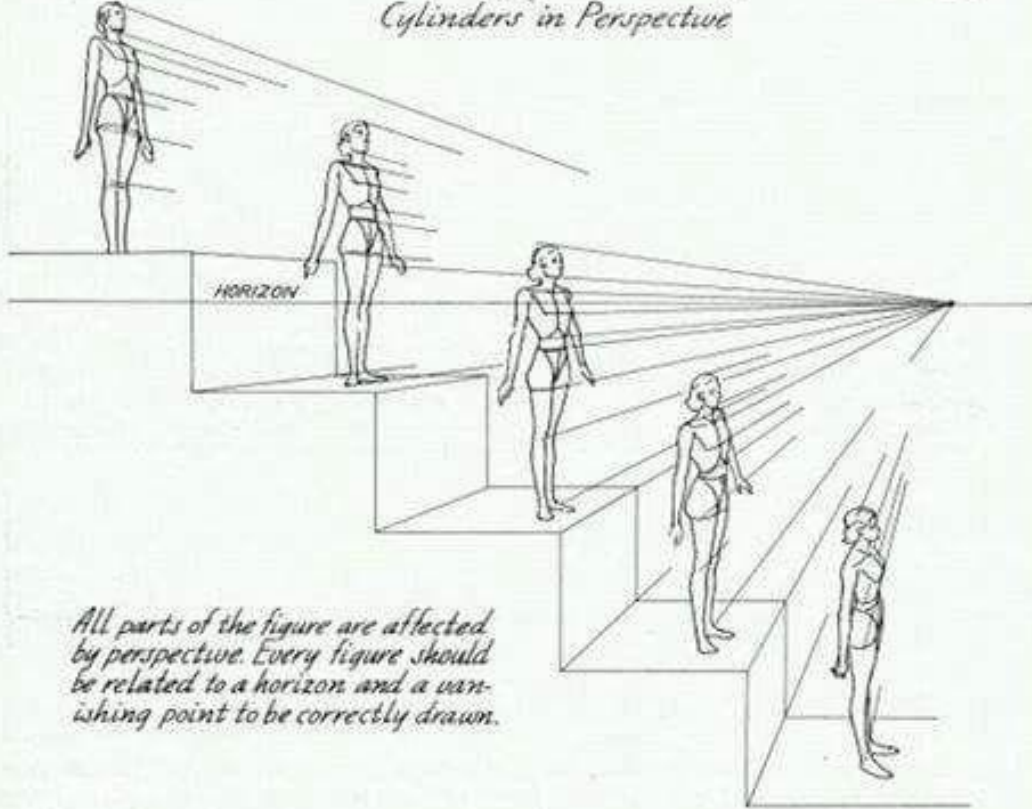 Cylinders in Perspective
HORIZON
All parts of the figure are affected
by perspective. Every figure should
be related to a horizon and a van-
ishing point to be correctly drawn.